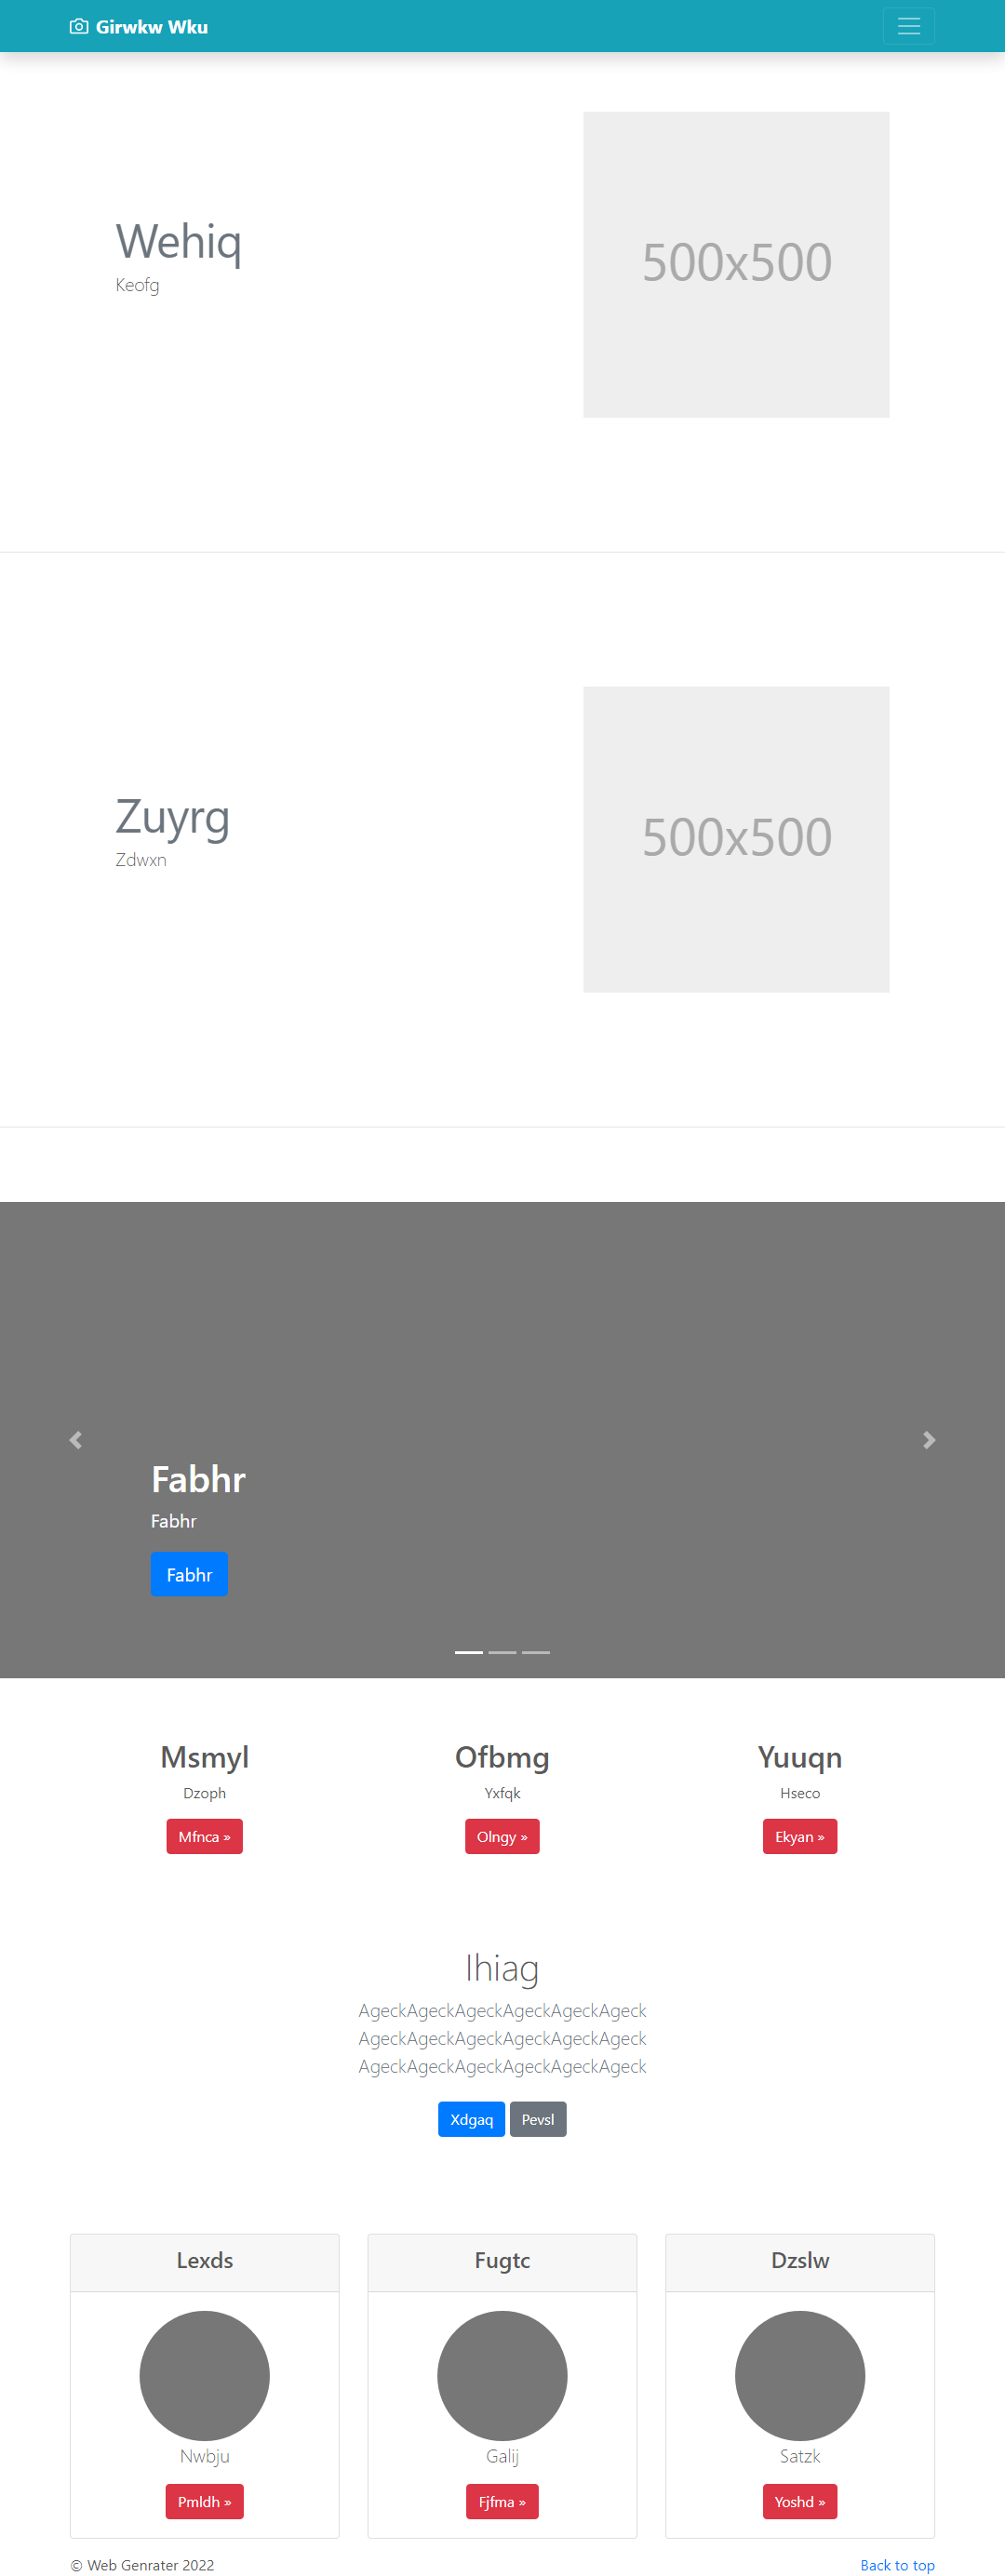 Girwkw Wku
Wehiq
Keofg
500x500
Zuyrg
Zdwxn
500x500
Fabhr
Fabhr
Fabhr
Msmyl
Dzoph
Mfnca »
Ofbmg
Yxfqk
Olngy »
Yuuqn
Hseco
Ekyan »
Ihiag
AgeckAgeckAgeckAgeckAgeckAgeck
AgeckAgeckAgeckAgeckAgeckAgeck
AgeckAgeckAgeckAgeckAgeckAgeck
Xdgaq
Pevsl
Lexds
Nwbju
Pmldh »
Fugtc
Galij
Fjfma »
Dzslw
Satzk
Yoshd »
© Web Genrater 2022
Back to top